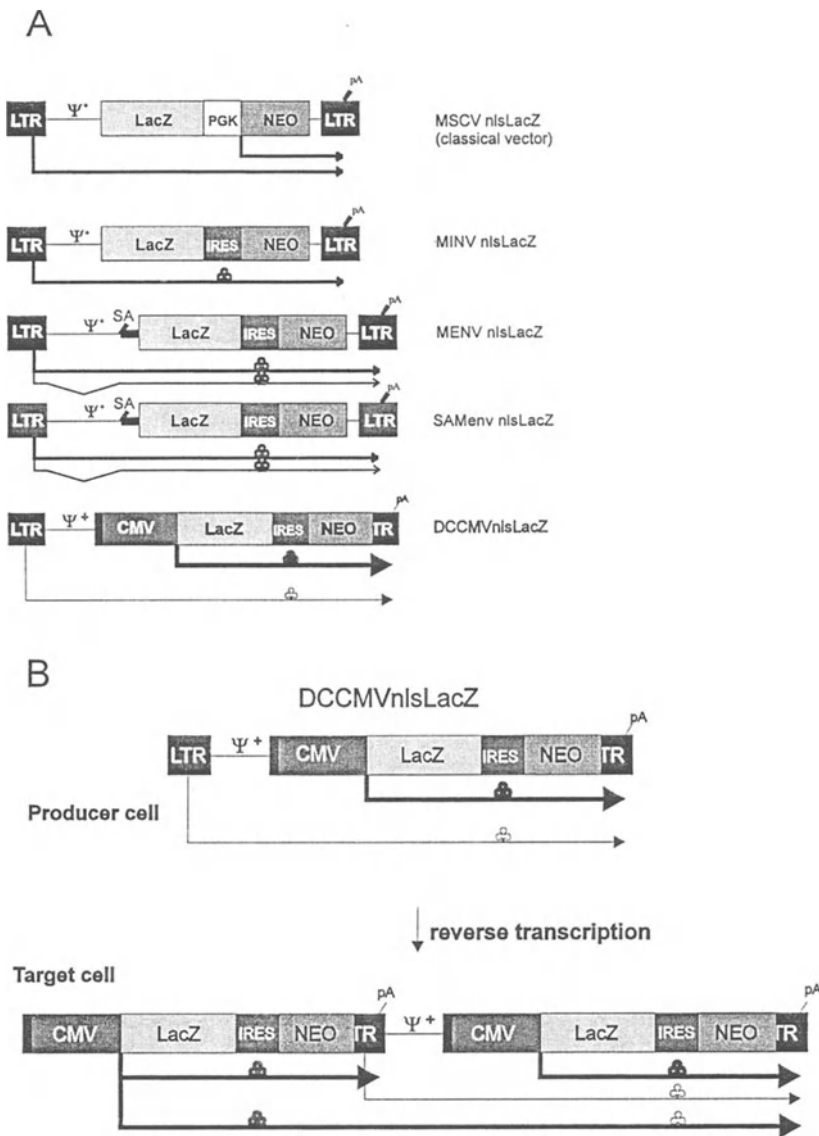 A
pA
LTR Ψ+ LacZ PGK NEO LTR
MSCV nlsLacZ
(classical vector)
pA
LTR Ψ+ LacZ IRES NEO LTR
MINV nlsLacZ
pA
LTR Ψ+ SA LacZ IRES NEO LTR
MENV nlsLacZ
pA
LTR Ψ+ SA LacZ IRES NEO LTR
SAMenv nlsLacZ
pA
LTR Ψ+ CMV LacZ IRES NEO TR
DCCMVnlsLacZ
B
DCCMVnlsLacZ
pA
LTR Ψ+ CMV LacZ IRES NEO TR
Producer cell
reverse transcription
Target cell
pA pA
CMV LacZ IRES NEO TR Ψ+ CMV LacZ IRES NEO TR